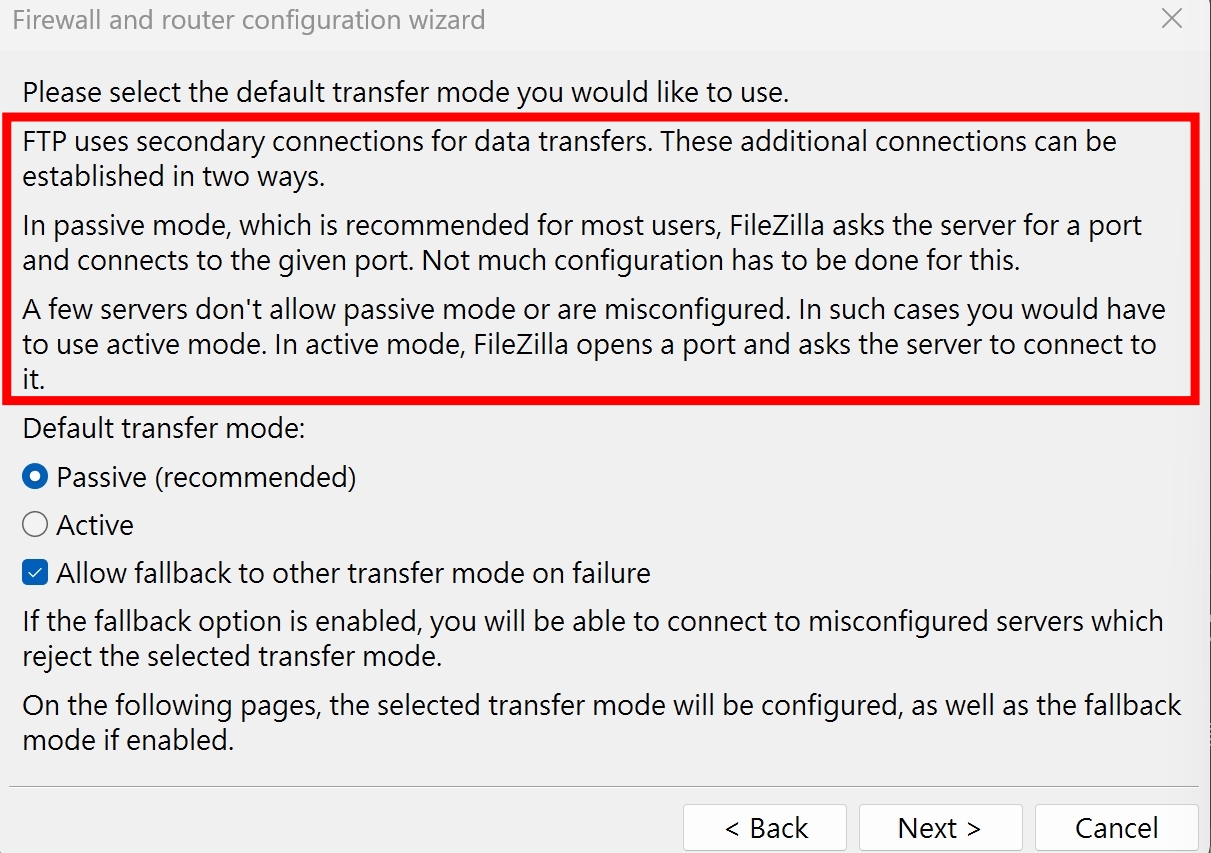 Firewall and router configuration wizard
Please select the default transfer mode you would like to use.
FTP uses secondary connections for data transfers. These additional connections can be
established in two ways.
In passive mode, which is recommended for most users, FileZilla asks the server for a port
and connects to the given port. Not much configuration has to be done for this.
A few servers don't allow passive mode or are misconfigured. In such cases you would have
to use active mode. In active mode, FileZilla opens a port and asks the server to connect to
it.
Default transfer mode:
Passive (recommended)
Active
Allow fallback to other transfer mode on failure
If the fallback option is enabled, you will be able to connect to misconfigured servers which
reject the selected transfer mode.
On the following pages, the selected transfer mode will be configured, as well as the fallback
mode if enabled.
< Back Next > Cancel